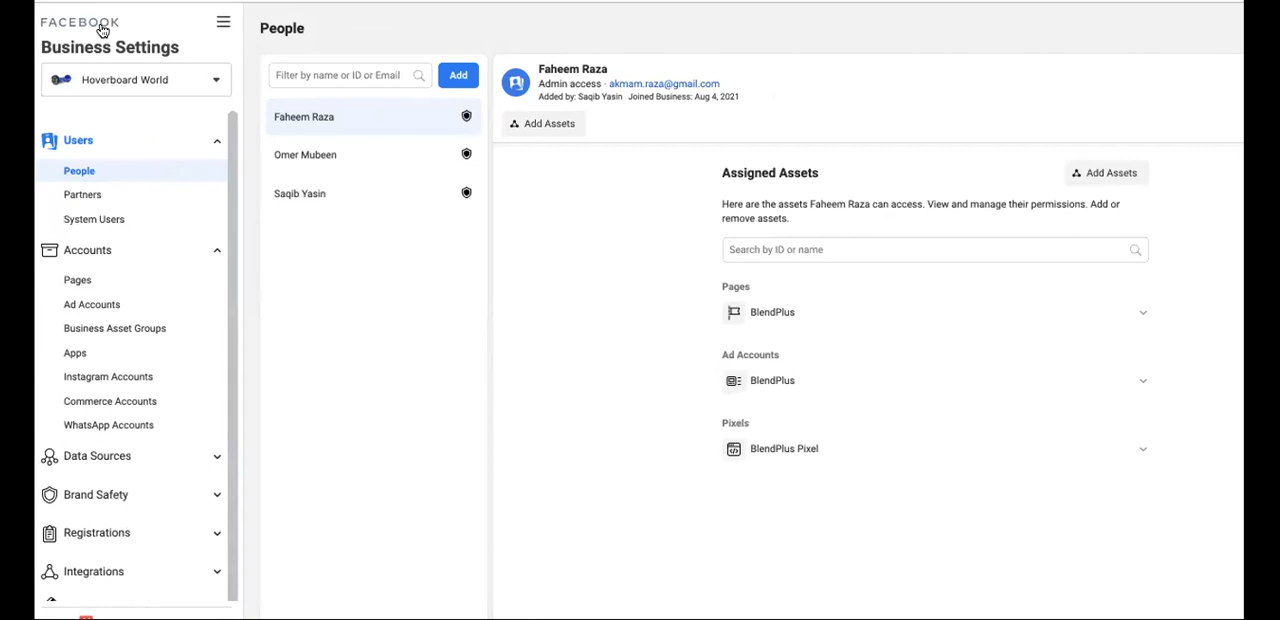 FACEBOOK
Business Settings
Hoverboard World
Users
People
Partners
System Users
Accounts
Pages
Ad Accounts
Business Asset Groups
Apps
Instagram Accounts
Commerce Accounts
WhatsApp Accounts
Data Sources
Brand Safety
Registrations
Integrations
People
Filter by name or ID or Email
Add
Faheem Raza
Omer Mubeen
Saqib Yasin
Faheem Raza
Admin access · akmam.raza@gmail.com
Added by: Saqib Yasin Joined Business: Aug 4, 2021
Add Assets
Assigned Assets
Add Assets
Here are the assets Faheem Raza can access. View and manage their permissions. Add or
remove assets.
Search by ID or name
Pages
BlendPlus
Ad Accounts
BlendPlus
Pixels
BlendPlus Pixel